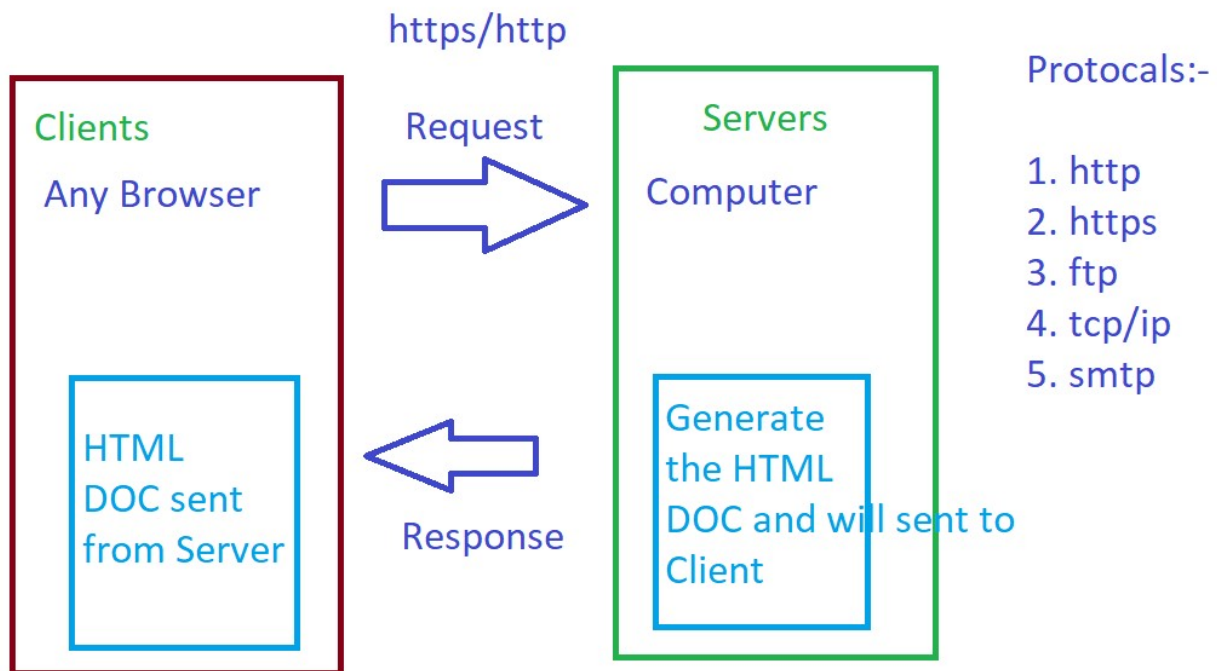 https/http
Clients
Any Browser
Request
Servers
Computer
HTML
DOC sent
from Server
Response
Generate
the HTML
DOC and will sent to
Client
Protocals:-
1. http
2. https
3. ftp
4. tcp/ip
5. smtp